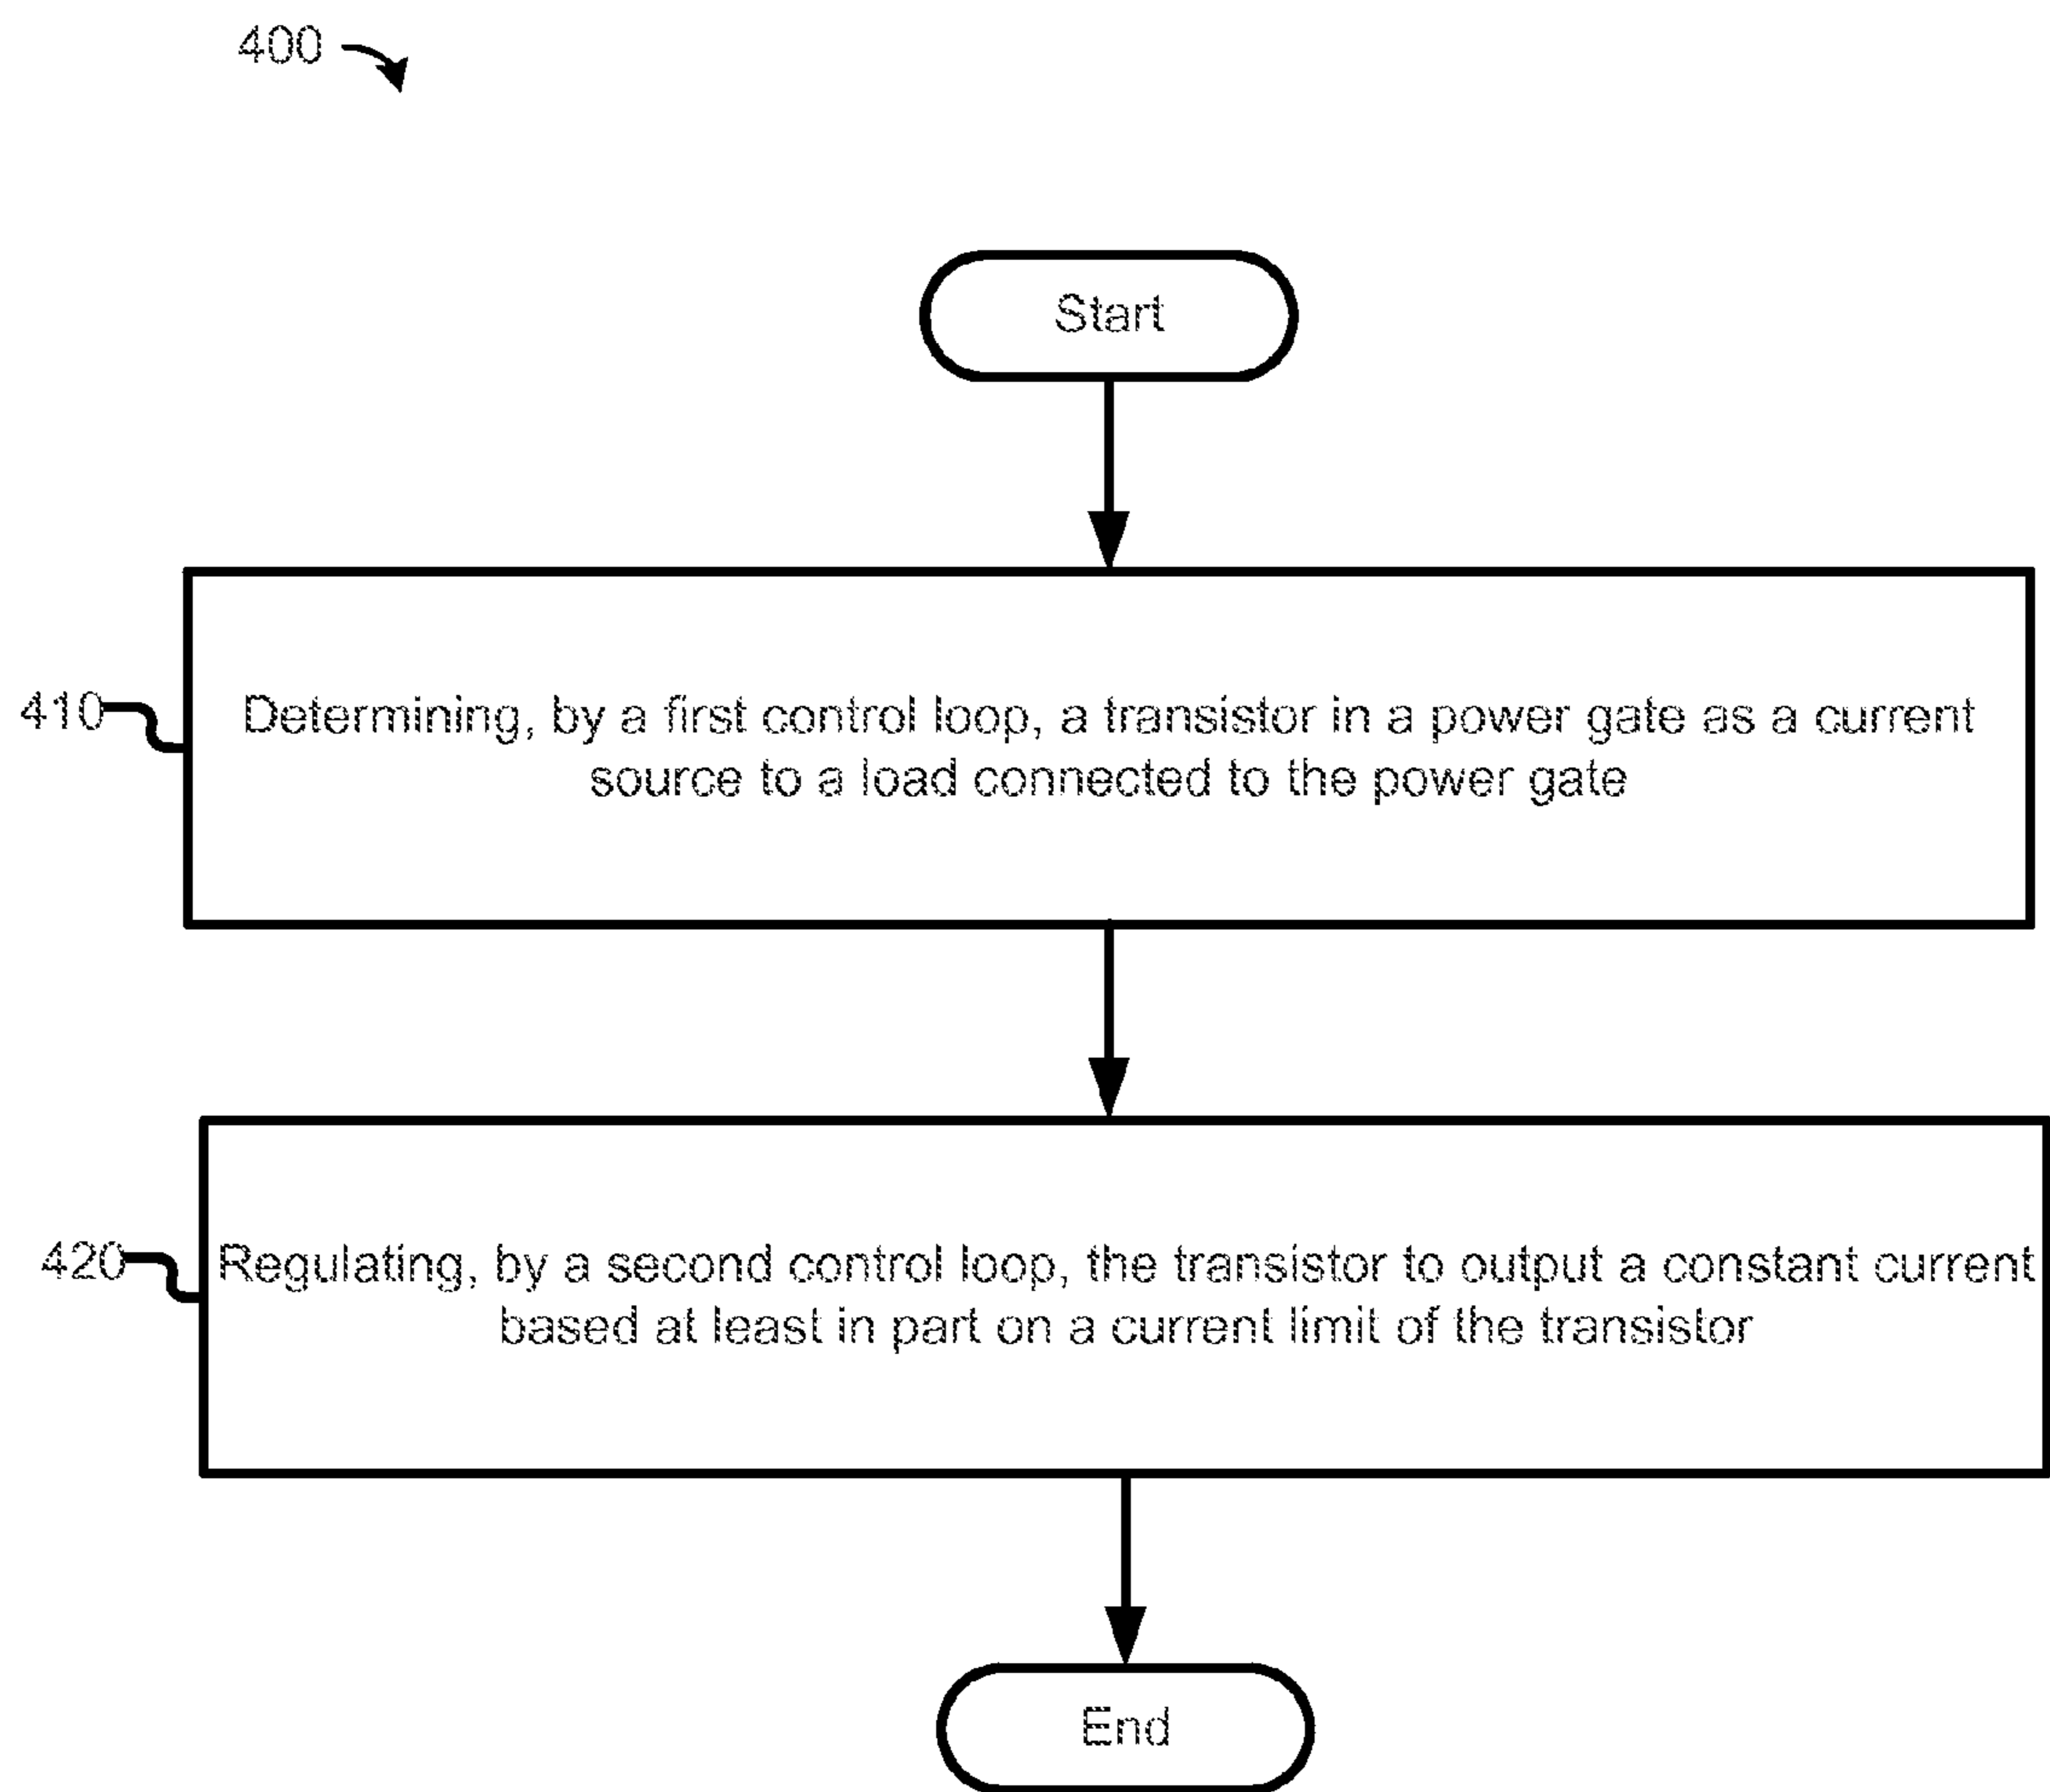 400
Start
410
Determining, by a first control loop, a transistor in a power gate as a current
source to a load connected to the power gate
420
Regulating, by a second control loop, the transistor to output a constant current
based at least in part on a current limit of the transistor
End